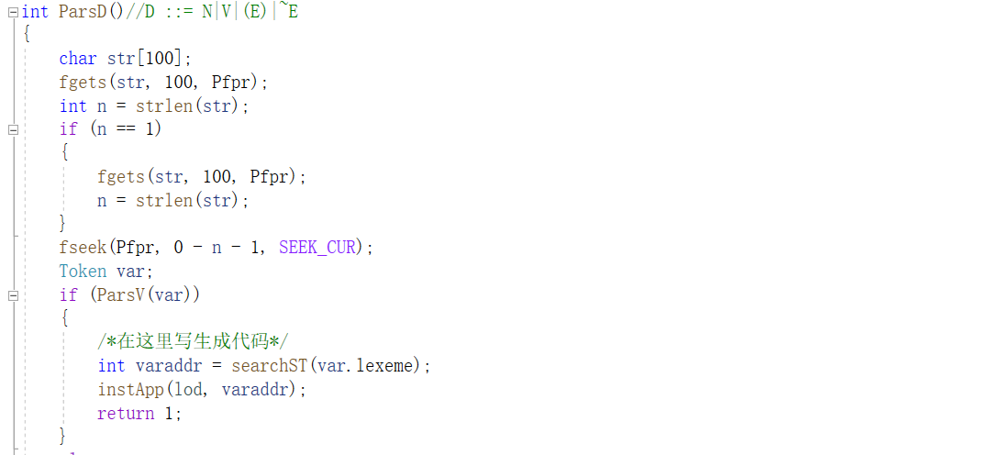 int ParsD()//D ::= N|V|(E)|~E
{
char str[100];
fgets(str, 100, Pfpr);
int n = strlen(str);
if (n == 1)
{
fgets(str, 100, Pfpr);
n = strlen(str);
}
fseek(Pfpr, 0 - n - 1, SEEK_CUR);
Token var;
if (ParsV(var))
{
/*在这里写生成代码*/
int varaddr = searchST(var.lexeme);
instApp(lod, varaddr);
return 1;
}